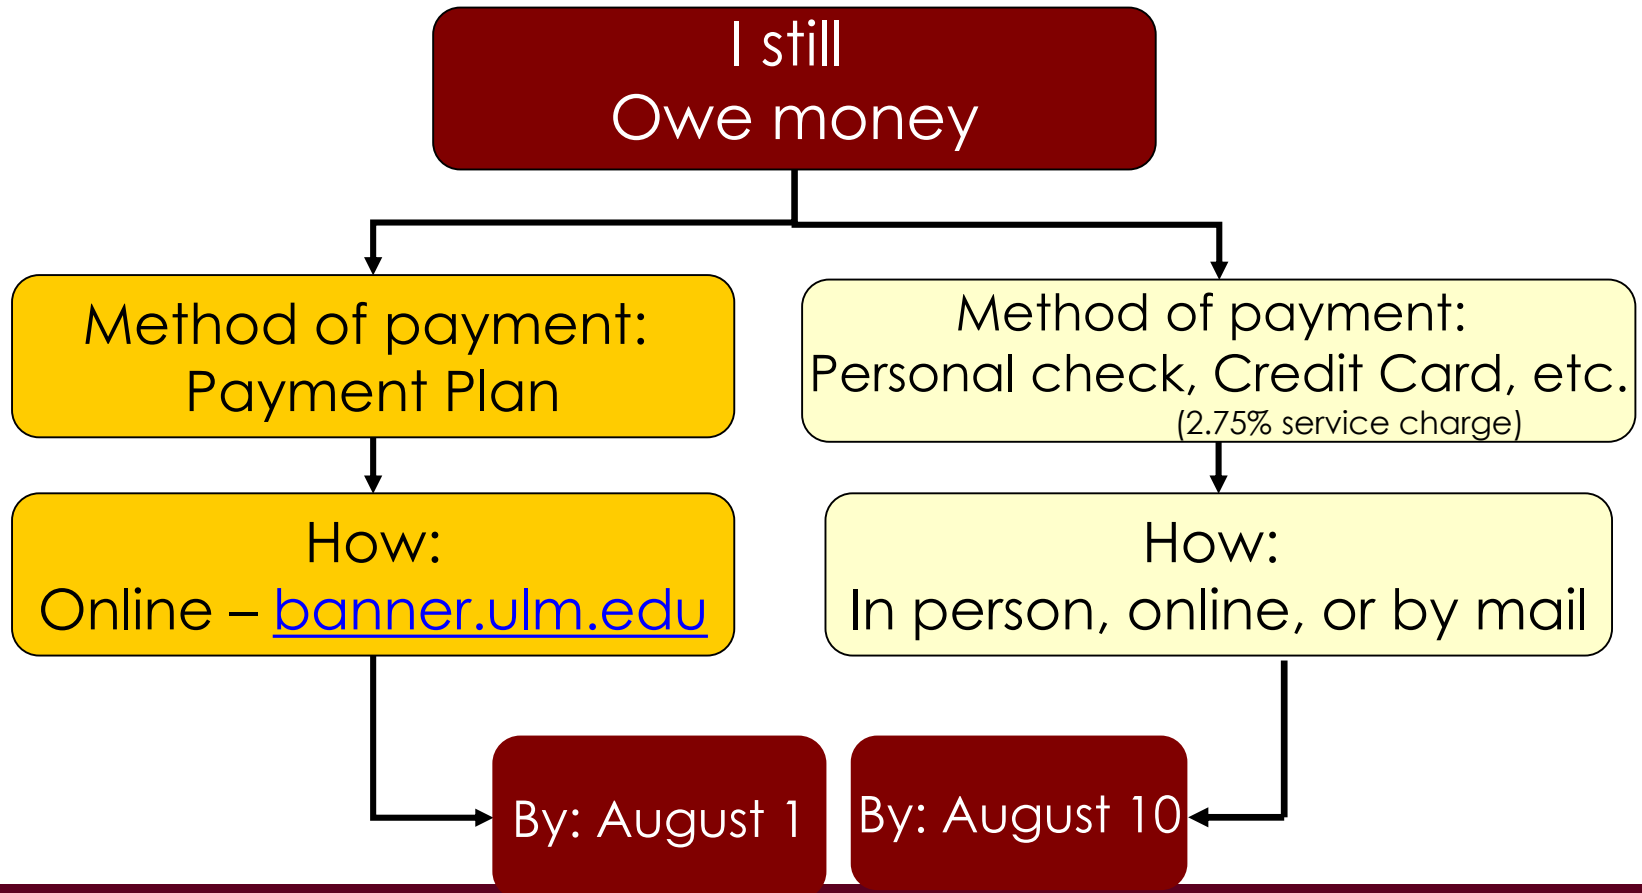 I still
Owe money
Method of payment:
Payment Plan
Method of payment:
Personal check, Credit Card, etc.
(2.75% service charge)
How:
Online – banner.ulm.edu
How:
In person, online, or by mail
By: August 1
By: August 10